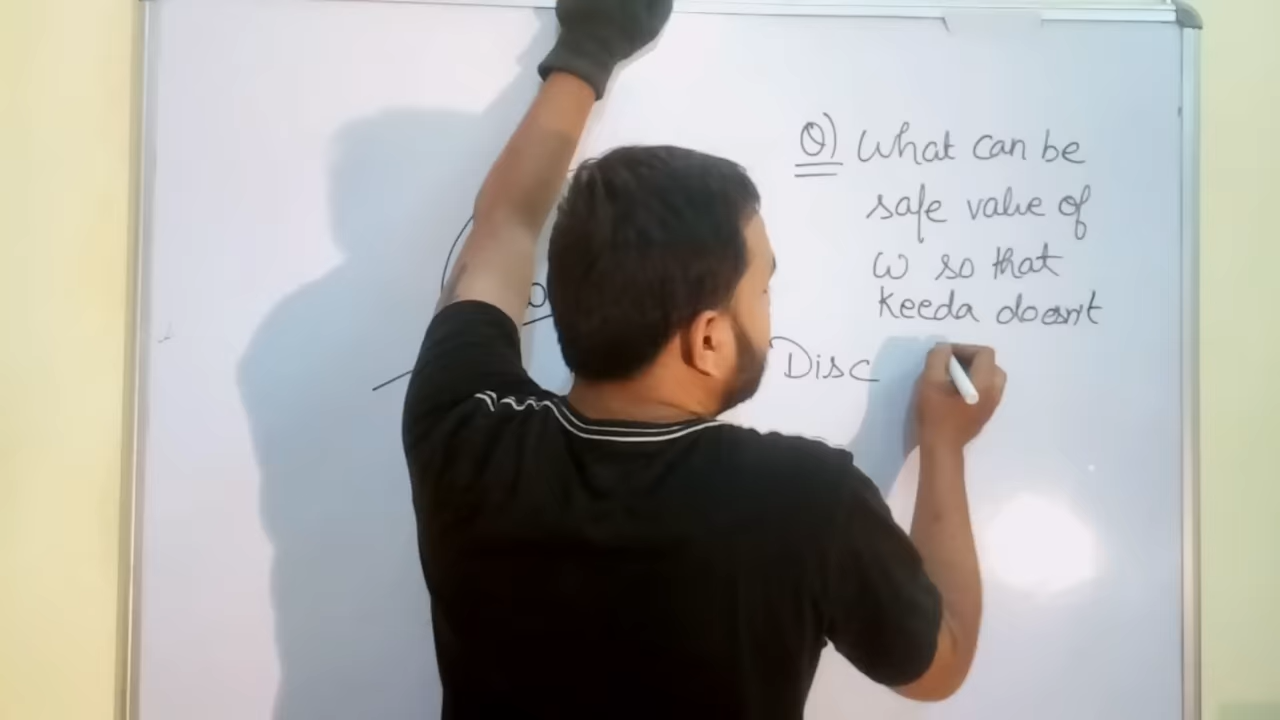 Q) What can be
safe value of
ω so that
Keeda doesn't
Disc